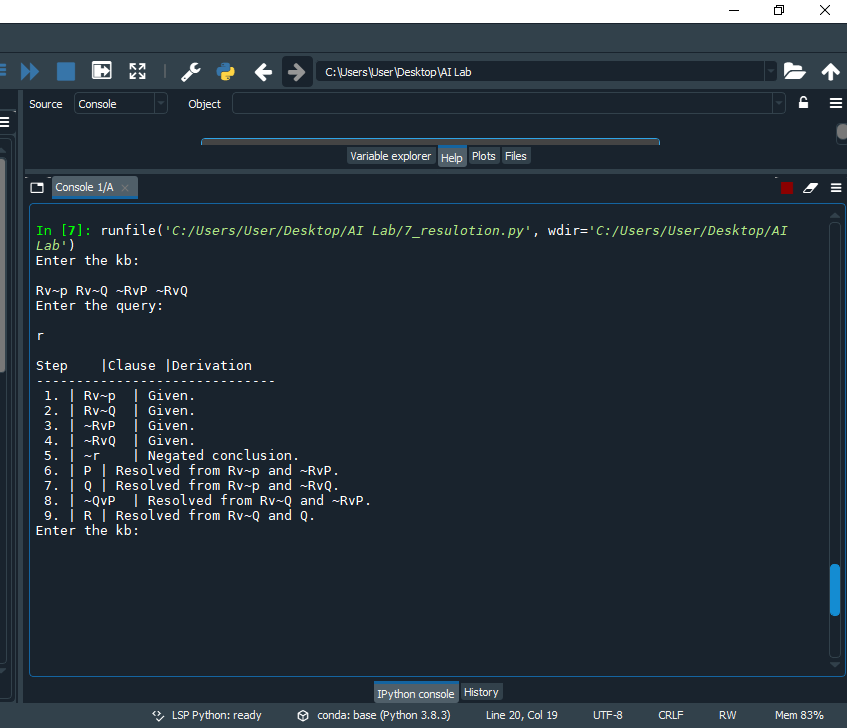 C:\Users\User\Desktop\AI Lab
Source Console Object
Variable explorer Help Plots Files
Console 1/A
In [7]: runfile('C:/Users/User/Desktop/AI Lab/7_resulotion.py', wdir='C:/Users/User/Desktop/AI
Lab')
Enter the kb:
Rv~p Rv~Q ~RvP ~RvQ
Enter the query:
r
Step |Clause |Derivation
------------------------------
1. | Rv~p | Given.
2. | Rv~Q | Given.
3. | ~RvP | Given.
4. | ~RvQ | Given.
5. | ~r | Negated conclusion.
6. | P | Resolved from Rv~p and ~RvP.
7. | Q | Resolved from Rv~p and ~RvQ.
8. | ~QvP | Resolved from Rv~Q and ~RvP.
9. | R | Resolved from Rv~Q and Q.
Enter the kb:
IPython console History
LSP Python: ready conda: base (Python 3.8.3) Line 20, Col 19 UTF-8 CRLF RW Mem 83%